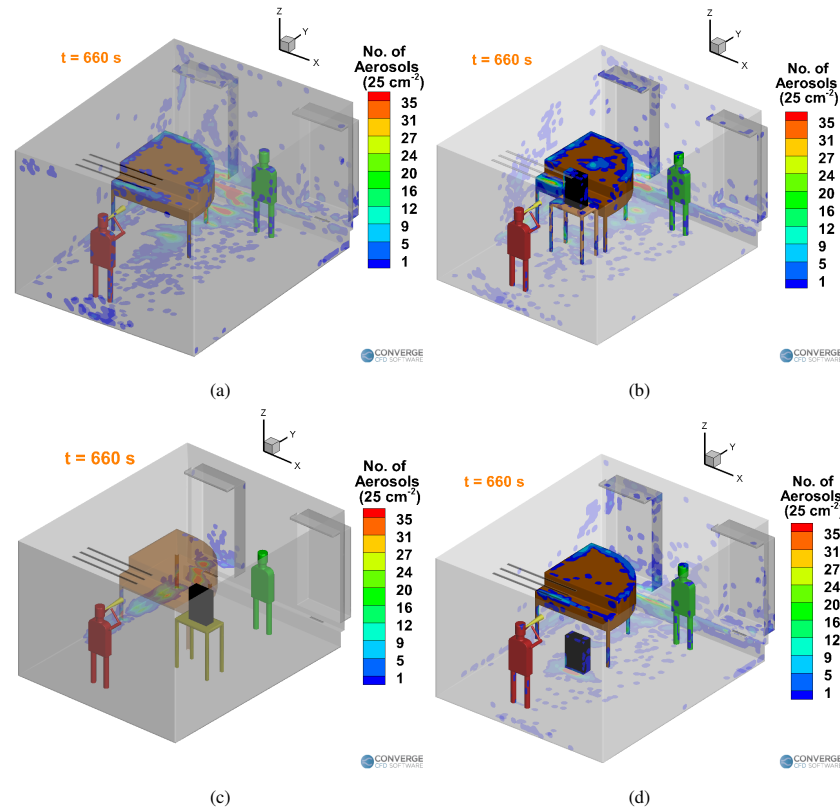 Z
Y
X
t = 660 s
No. of
Aerosols
(25 cm-2)
35
31
27
24
20
16
12
9
5
1
CONVERGE
CFD SOFTWARE
(a)
Z
Y
X
t = 660 s
No. of
Aerosols
(25 cm-2)
35
31
27
24
20
16
12
9
5
1
CONVERGE
CFD SOFTWARE
(b)
Z
Y
X
t = 660 s
No. of
Aerosols
(25 cm-2)
35
31
27
24
20
16
12
9
5
1
CONVERGE
CFD SOFTWARE
(c)
Z
Y
X
t = 660 s
No. of
Aerosols
(25 cm-2
35
31
27
24
20
16
12
9
5
1
CONVERGE
CFD SOFTWARE
(d)